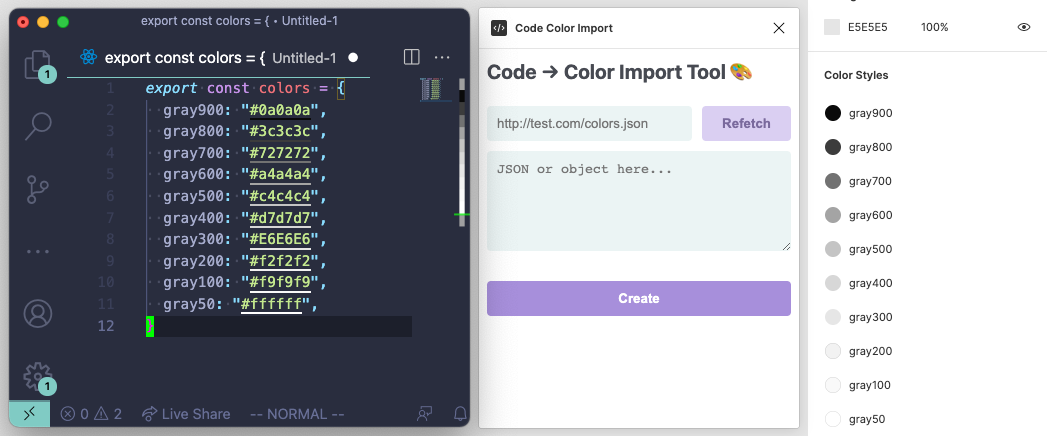 export const colors = { • Untitled-1
1
export const colors = { Untitled-1
1 export const colors = {
2 gray900: "#0a0a0a",
3 gray800: "#3c3c3c",
4 gray700: "#727272",
5 gray600: "#a4a4a4",
6 gray500: "#c4c4c4",
7 gray400: "#d7d7d7",
8 gray300: "#E6E6E6",
9 gray200: "#f2f2f2",
10 gray100: "#f9f9f9",
11 gray50: "#ffffff",
12 }
1
0 2 Live Share -- NORMAL --
Code Color Import
Code → Color Import Tool 🎨
http://test.com/colors.json
Refetch
JSON or object here...
Create
E5E5E5 100%
Color Styles
gray900
gray800
gray700
gray600
gray500
gray400
gray300
gray200
gray100
gray50